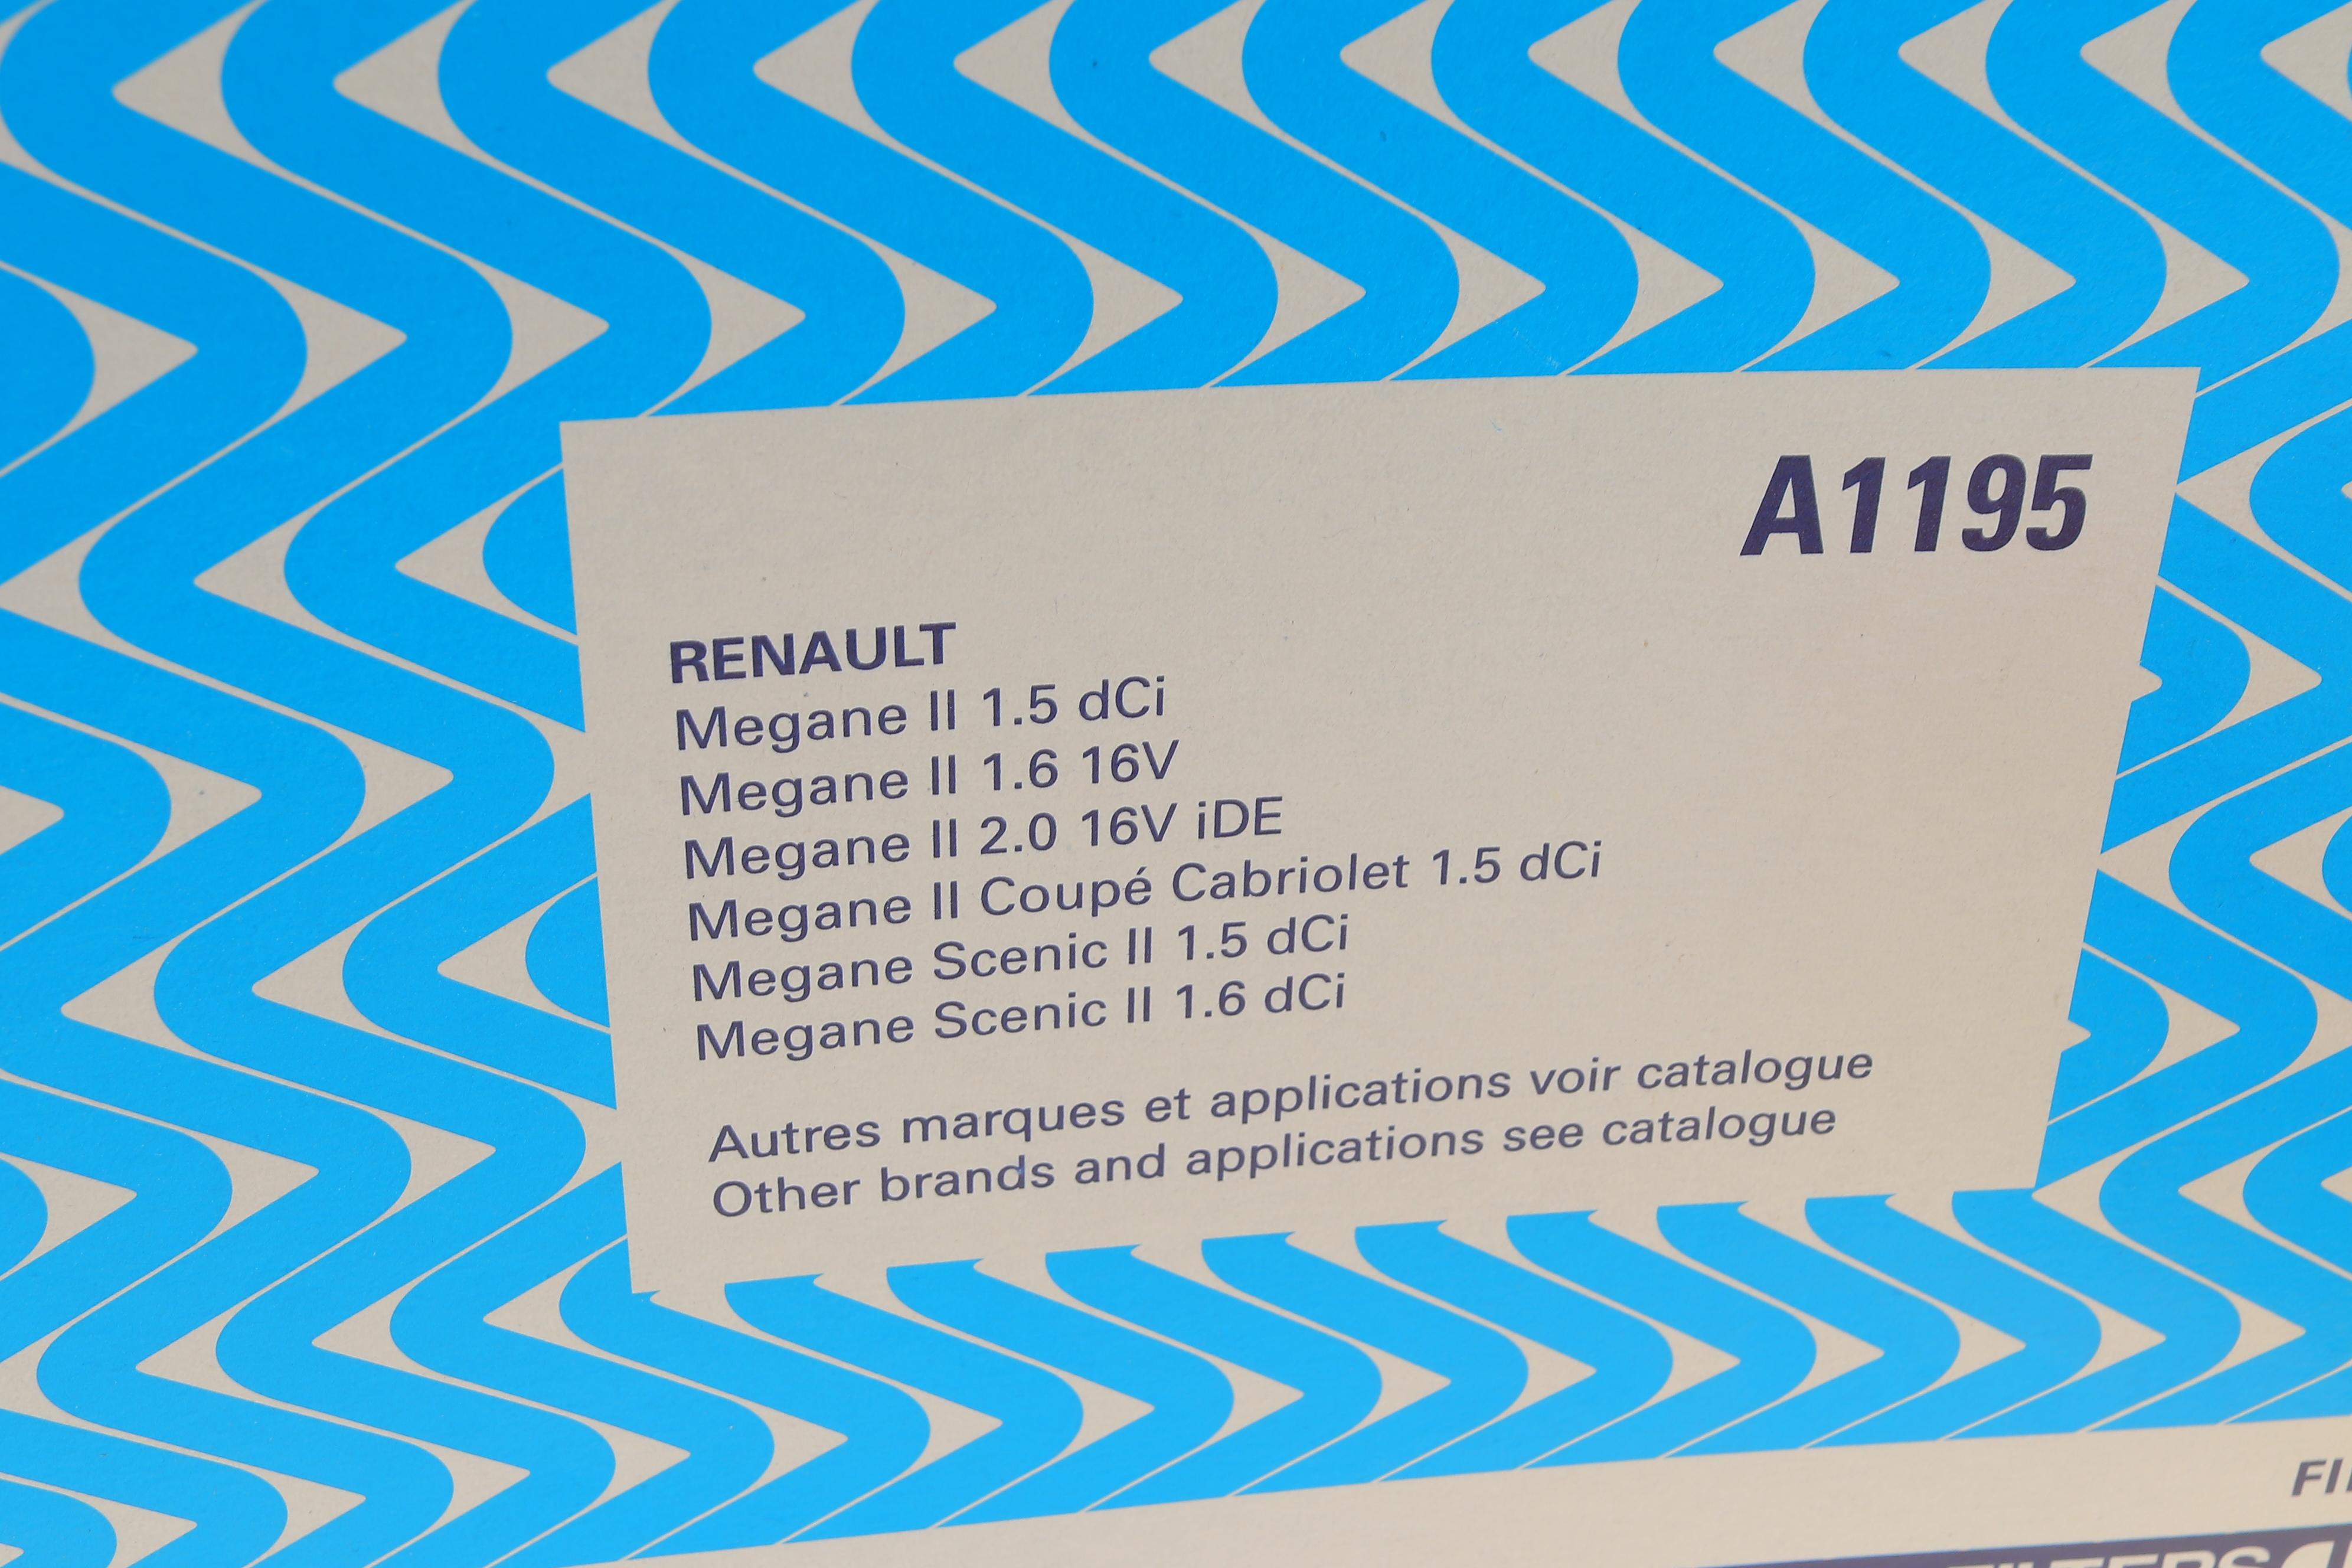 A1195
RENAULT
Megane II 1.5 dCi
Megane II 1.6 16V
Megane II 2.0 16V iDE
Megane II Coupé Cabriolet 1.5 dCi
Megane Scenic II 1.5 dCi
Megane Scenic II 1.6 dCi
Autres marques et applications voir catalogue
Other brands and applications see catalogue